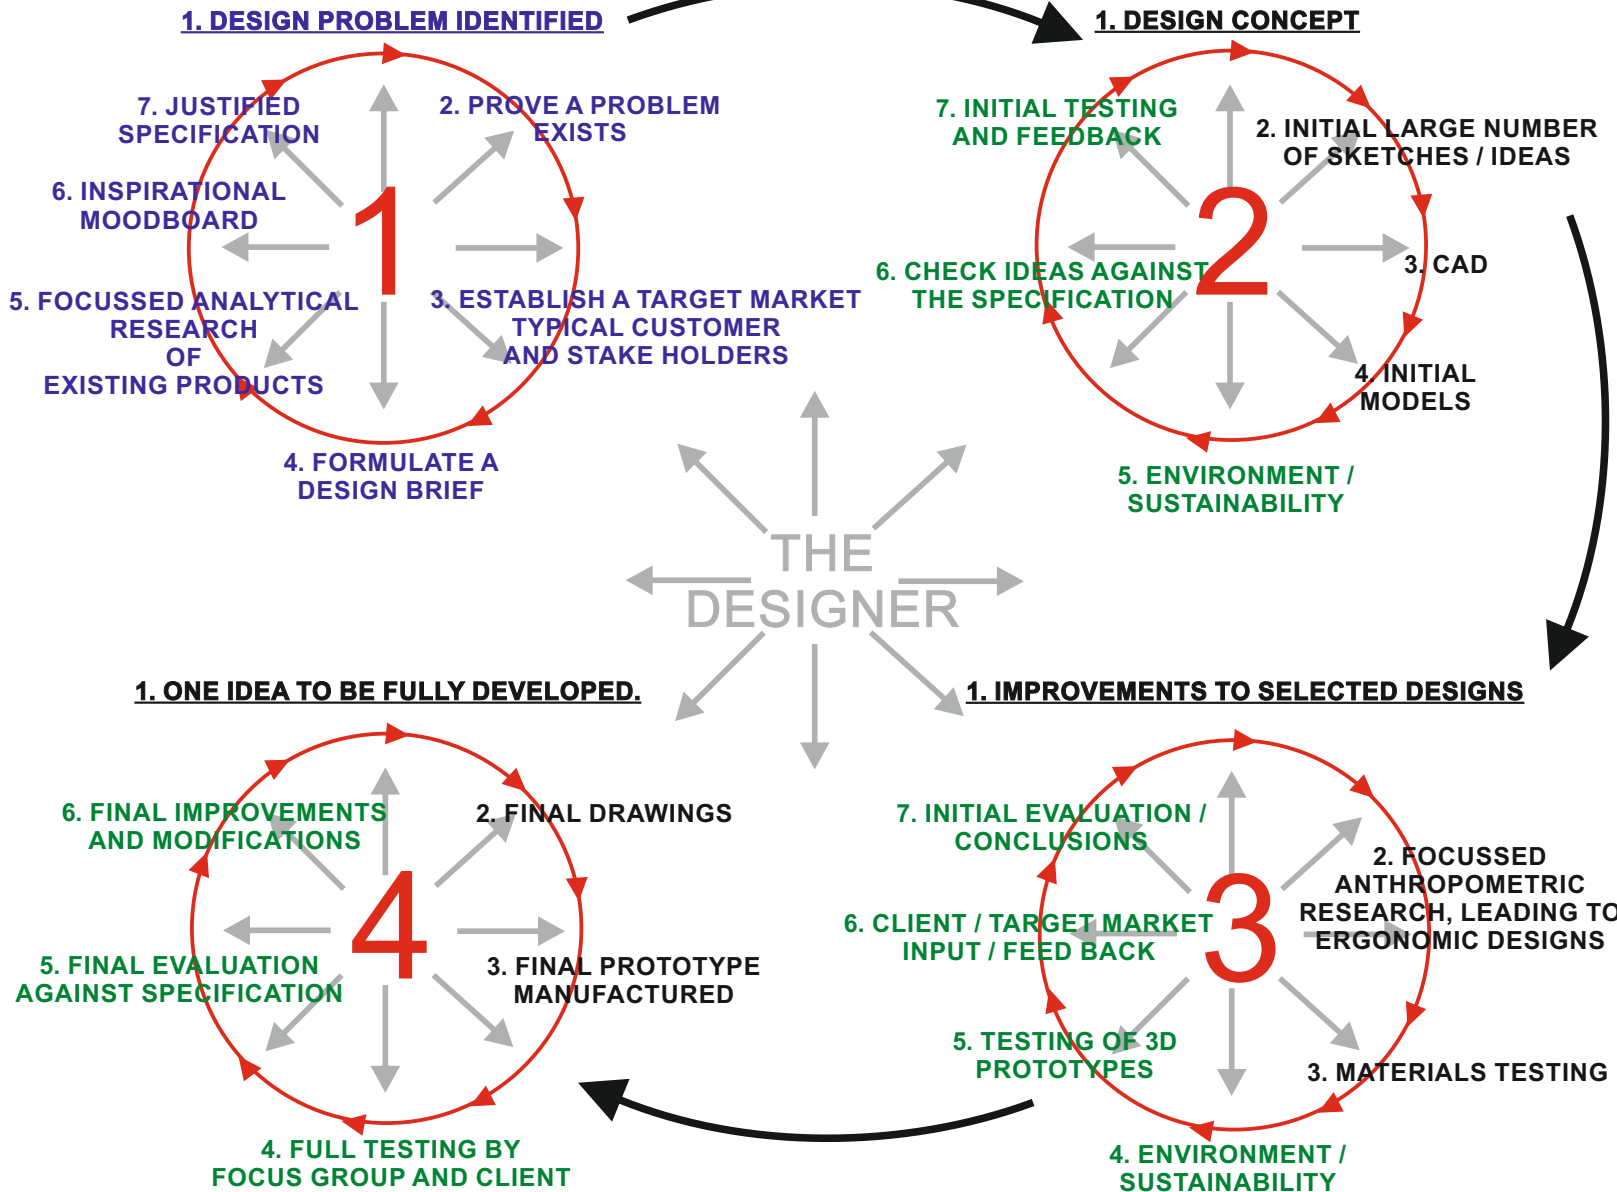 1. DESIGN PROBLEM IDENTIFIED
1
2. PROVE A PROBLEM
EXISTS
3. ESTABLISH A TARGET MARKET
TYPICAL CUSTOMER
AND STAKE HOLDERS
4. FORMULATE A
DESIGN BRIEF
5. FOCUSSED ANALYTICAL
RESEARCH
OF
EXISTING PRODUCTS
6. INSPIRATIONAL
MOODBOARD
7. JUSTIFIED
SPECIFICATION
1. DESIGN CONCEPT
2
2. INITIAL LARGE NUMBER
OF SKETCHES / IDEAS
3. CAD
4. INITIAL
MODELS
5. ENVIRONMENT /
SUSTAINABILITY
6. CHECK IDEAS AGAINST
THE SPECIFICATION
7. INITIAL TESTING
AND FEEDBACK
THE
DESIGNER
1. IMPROVEMENTS TO SELECTED DESIGNS
3
2. FOCUSSED
ANTHROPOMETRIC
RESEARCH, LEADING TO
ERGONOMIC DESIGNS
3. MATERIALS TESTING
4. ENVIRONMENT /
SUSTAINABILITY
5. TESTING OF 3D
PROTOTYPES
6. CLIENT / TARGET MARKET
INPUT / FEED BACK
7. INITIAL EVALUATION /
CONCLUSIONS
1. ONE IDEA TO BE FULLY DEVELOPED.
4
2. FINAL DRAWINGS
3. FINAL PROTOTYPE
MANUFACTURED
4. FULL TESTING BY
FOCUS GROUP AND CLIENT
5. FINAL EVALUATION
AGAINST SPECIFICATION
6. FINAL IMPROVEMENTS
AND MODIFICATIONS